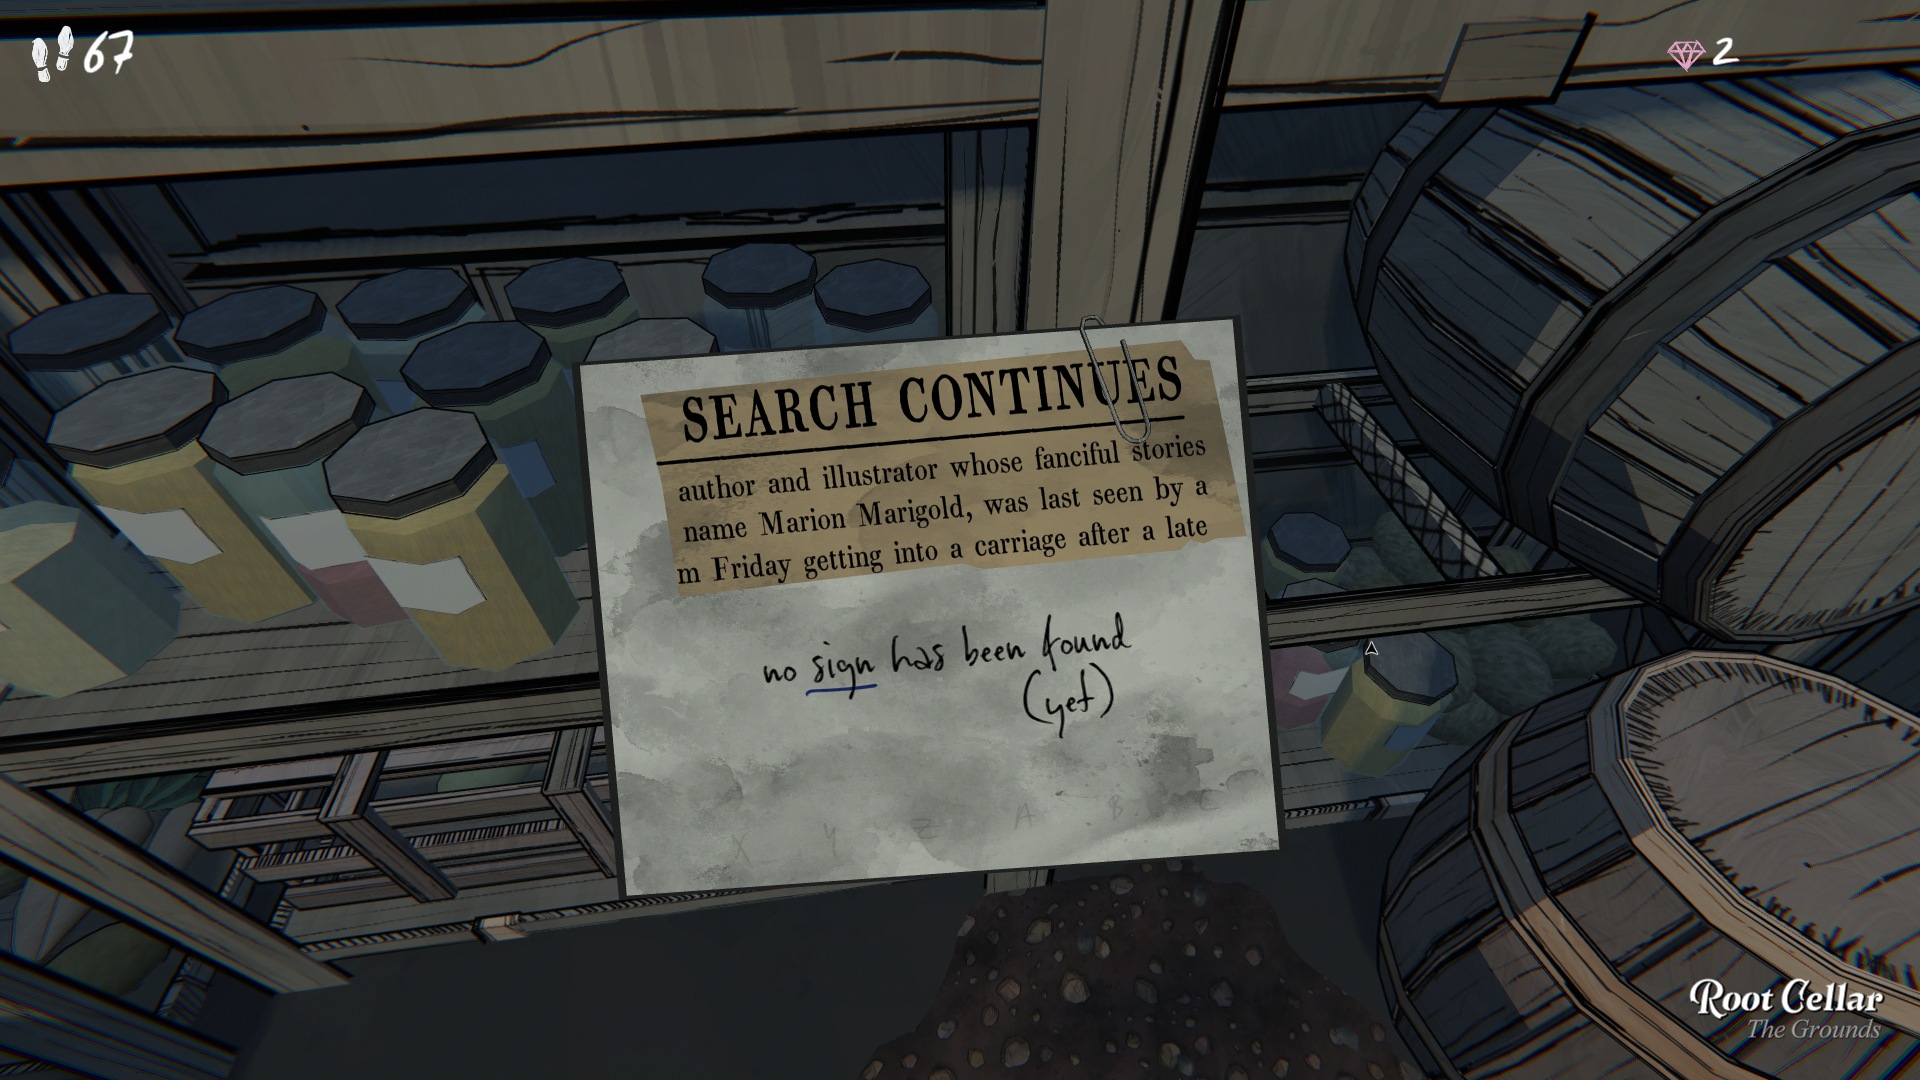 67
2
SEARCH CONTINUES
author and illustrator whose fanciful stories
name Marion Marigold, was last seen by a
m Friday getting into a carriage after a late
no sign has been found
(yet)
X Y Z A B C
Root Cellar
The Grounds